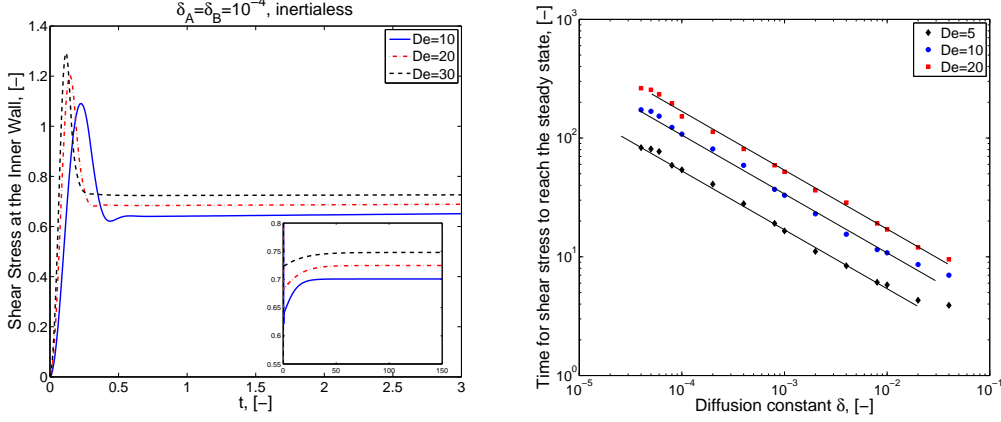 δA=δB=10-4, inertialess
Shear Stress at the Inner Wall, [-]
1.4
1.2
1
0.8
0.6
0.4
0.2
0
De=10
De=20
De=30
0.8
0.75
0.7
0.65
0.6
0.55
0 50 100 150
0 0.5 1 1.5 2 2.5 3
t, [-]
Time for shear stress to reach the steady state, [-]
10^3
10^2
10^1
10^0
De=5
De=10
De=20
10^-5 10^-4 10^-3 10^-2 10^-1
Diffusion constant δ, [-]